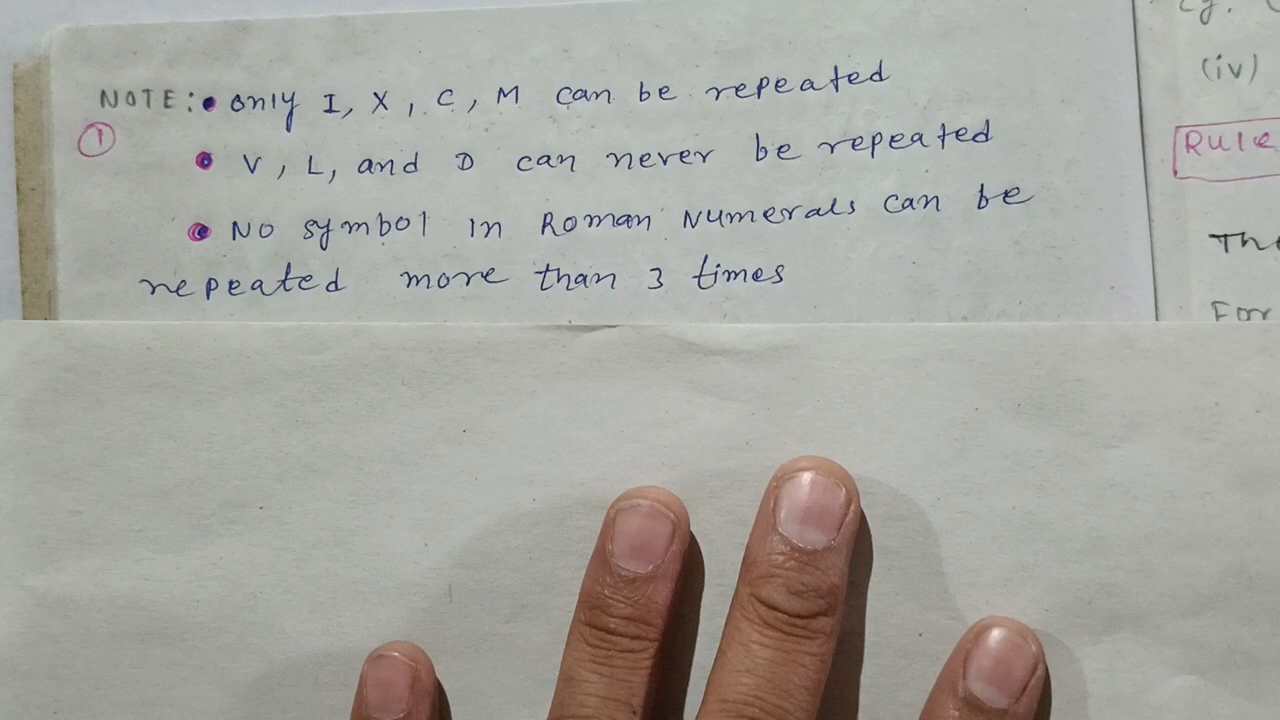 NOTE: • only I, X, C, M can be repeated
①
• V, L, and D can never be repeated
• No symbol in Roman Numerals can be
repeated more than 3 times
(iv)
Rule
For